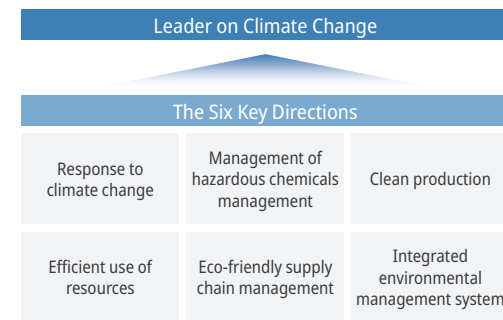 Leader on Climate Change
The Six Key Directions
Response to
climate change
Management of
hazardous chemicals
management
Clean production
Efficient use of
resources
Eco-friendly supply
chain management
Integrated
environmental
management system